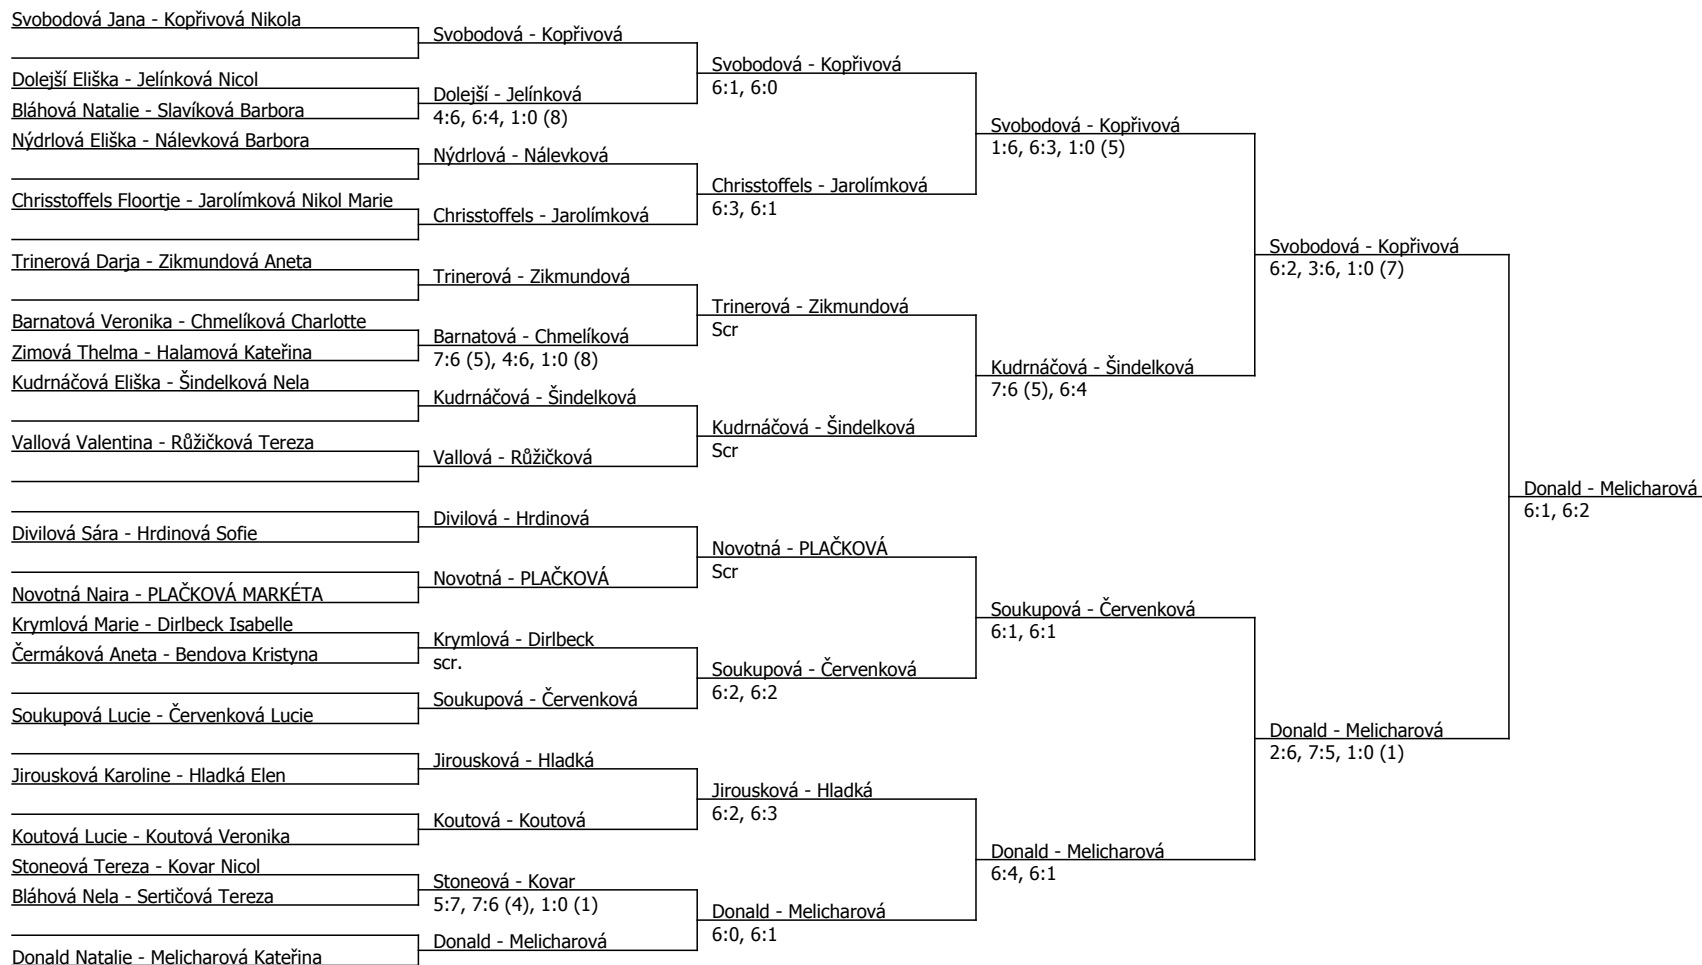 Svobodová Jana - Kopřivová Nikola
Dolejší Eliška - Jelínková Nicol
Bláhová Natalie - Slavíková Barbora
Nýdrlová Eliška - Nálevková Barbora
Chrisstoffels Floortje - Jarolímková Nikol Marie
Trinerová Darja - Zikmundová Aneta
Barnatová Veronika - Chmelíková Charlotte
Zimová Thelma - Halamová Kateřina
Kudrnáčová Eliška - Šindelková Nela
Vallová Valentina - Růžičková Tereza
Divilová Sára - Hrdinová Sofie
Novotná Naira - PLAČKOVÁ MARKÉTA
Krymlová Marie - Dirlbeck Isabelle
Čermáková Aneta - Bendova Kristyna
Soukupová Lucie - Červenková Lucie
Jirousková Karoline - Hladká Elen
Koutová Lucie - Koutová Veronika
Stoneová Tereza - Kovar Nicol
Bláhová Nela - Sertičová Tereza
Donald Natalie - Melicharová Kateřina
Svobodová - Kopřivová
Dolejší - Jelínková
4:6, 6:4, 1:0 (8)
Nýdrlová - Nálevková
Chrisstoffels - Jarolímková
Trinerová - Zikmundová
Barnatová - Chmelíková
7:6 (5), 4:6, 1:0 (8)
Kudrnáčová - Šindelková
Vallová - Růžičková
Divilová - Hrdinová
Novotná - PLAČKOVÁ
Krymlová - Dirlbeck
scr.
Soukupová - Červenková
Jirousková - Hladká
Koutová - Koutová
Stoneová - Kovar
5:7, 7:6 (4), 1:0 (1)
Donald - Melicharová
Svobodová - Kopřivová
6:1, 6:0
Chrisstoffels - Jarolímková
6:3, 6:1
Trinerová - Zikmundová
Scr
Kudrnáčová - Šindelková
Scr
Novotná - PLAČKOVÁ
Scr
Soukupová - Červenková
6:2, 6:2
Jirousková - Hladká
6:2, 6:3
Donald - Melicharová
6:0, 6:1
Svobodová - Kopřivová
1:6, 6:3, 1:0 (5)
Kudrnáčová - Šindelková
7:6 (5), 6:4
Soukupová - Červenková
6:1, 6:1
Donald - Melicharová
6:4, 6:1
Svobodová - Kopřivová
6:2, 3:6, 1:0 (7)
Donald - Melicharová
2:6, 7:5, 1:0 (1)
Donald - Melicharová
6:1, 6:2